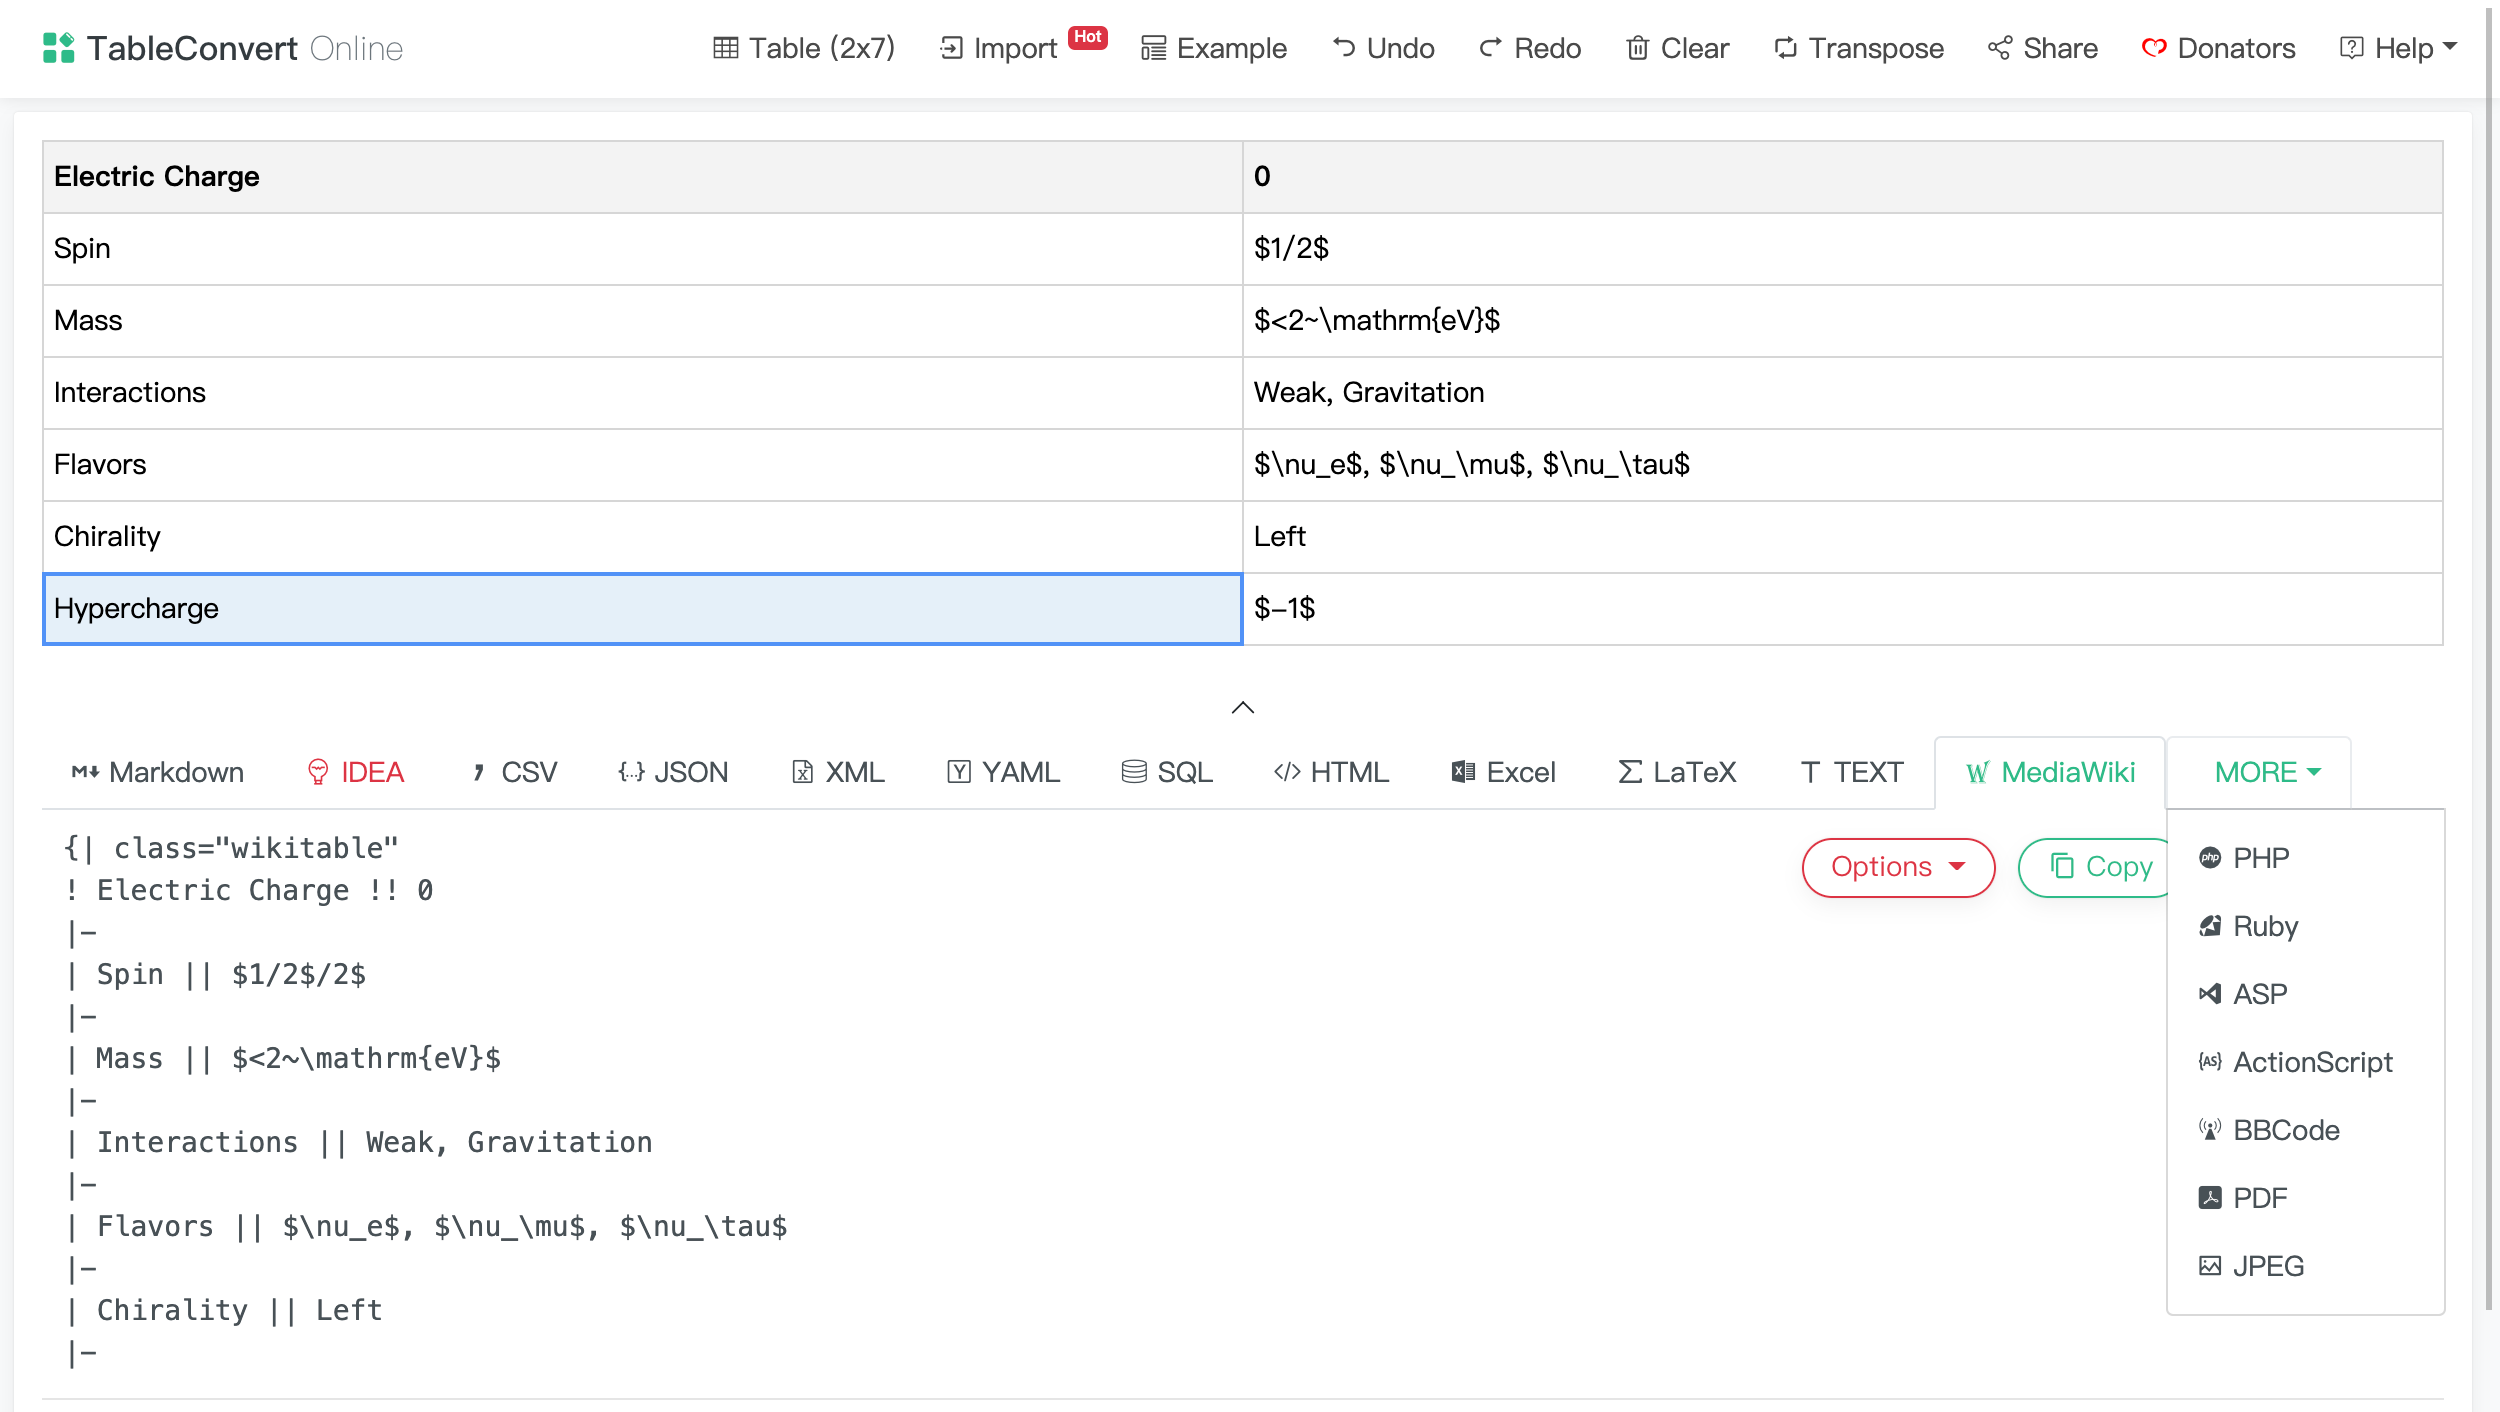 TableConvert Online
Table (2x7) Import Hot Example Undo Redo Clear Transpose Share Donators Help
Electric Charge 0
Spin $1/2$
Mass $<2~\mathrm{eV}$
Interactions Weak, Gravitation
Flavors $\nu_e$, $\nu_\mu$, $\nu_\tau$
Chirality Left
Hypercharge $-1$
Markdown IDEA CSV JSON XML YAML SQL HTML Excel LaTeX TEXT MediaWiki MORE
{| class="wikitable"
! Electric Charge !! 0
|-
| Spin || $1/2$/2$
|-
| Mass || $<2~\mathrm{eV}$
|-
| Interactions || Weak, Gravitation
|-
| Flavors || $\nu_e$, $\nu_\mu$, $\nu_\tau$
|-
| Chirality || Left
|-
Options Copy
PHP
Ruby
ASP
ActionScript
BBCode
PDF
JPEG